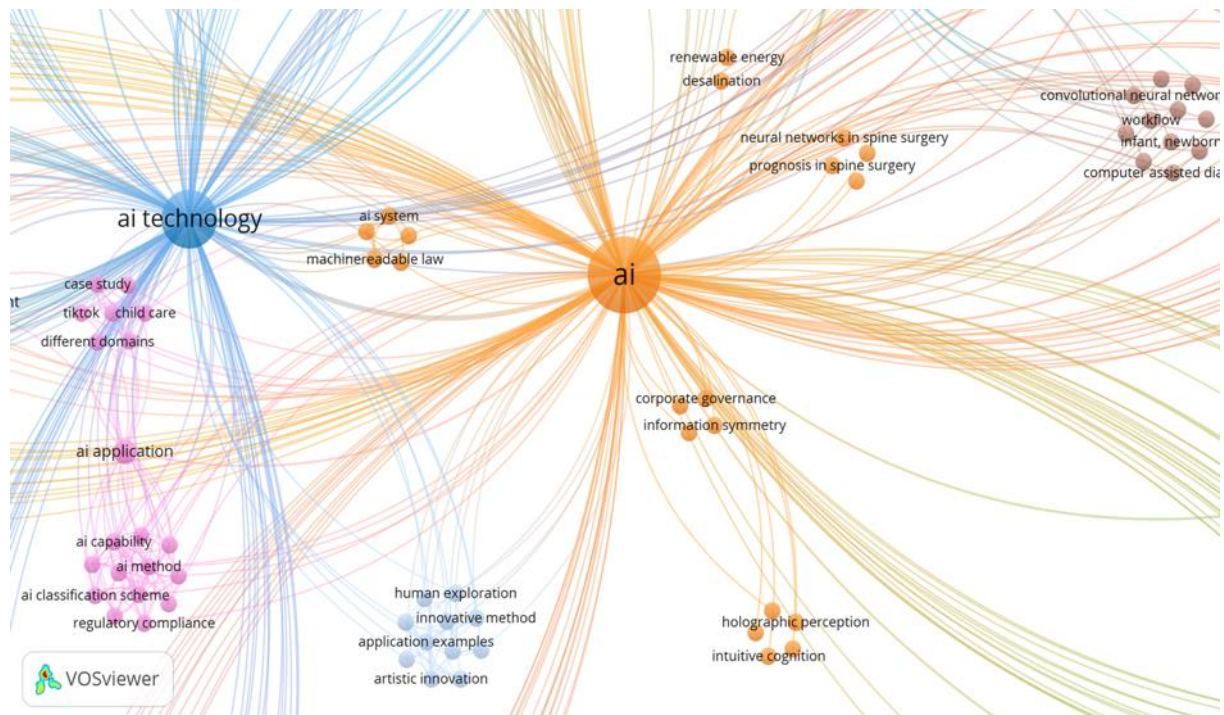 renewable energy
desalination
convolutional neural networ
workflow
infant, newborn
computer assisted dia
neural networks in spine surgery
prognosis in spine surgery
ai technology
ai system
machinereadable law
ai
case study
nt
tiktok
child care
different domains
corporate governance
information symmetry
ai application
ai capability
ai method
ai classification scheme
regulatory compliance
human exploration
innovative method
application examples
artistic innovation
holographic perception
intuitive cognition
VOSviewer